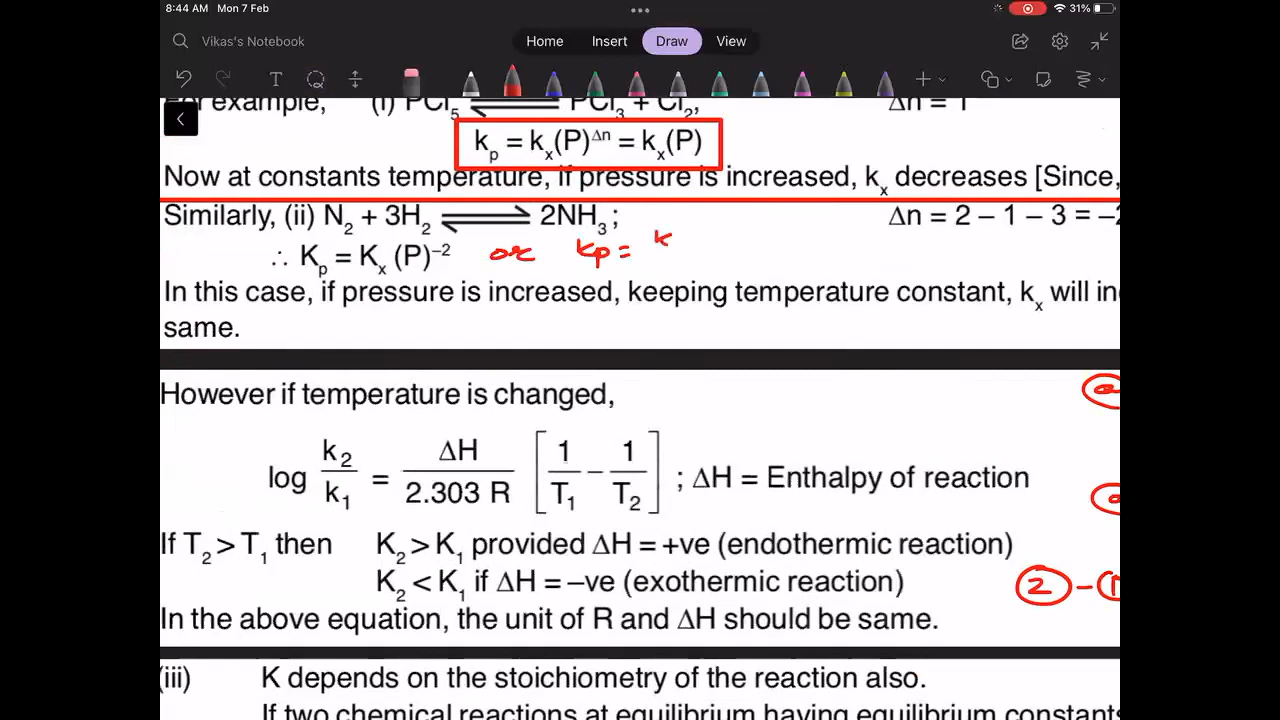 8:44 AM Mon 7 Feb
31%
Vikas's Notebook
Home Insert Draw View
For example, (i) PCl₅ ⇌ PCl₃ + Cl₂; Δn = 1
kₚ = kₓ(P)^Δn = kₓ(P)
Now at constants temperature, if pressure is increased, kₓ decreases [Since,
Similarly, (ii) N₂ + 3H₂ ⇌ 2NH₃; Δn = 2 – 1 – 3 = –2
∴ Kₚ = Kₓ (P)⁻² or kp = k
In this case, if pressure is increased, keeping temperature constant, kₓ will in
same.
However if temperature is changed,
log k₂/k₁ = ΔH/2.303 R [1/T₁ – 1/T₂] ; ΔH = Enthalpy of reaction
If T₂ > T₁ then K₂ > K₁ provided ΔH = +ve (endothermic reaction)
K₂ < K₁ if ΔH = –ve (exothermic reaction)
2 –
In the above equation, the unit of R and ΔH should be same.
(iii) K depends on the stoichiometry of the reaction also.
If two chemical reactions at equilibrium having equilibrium constants